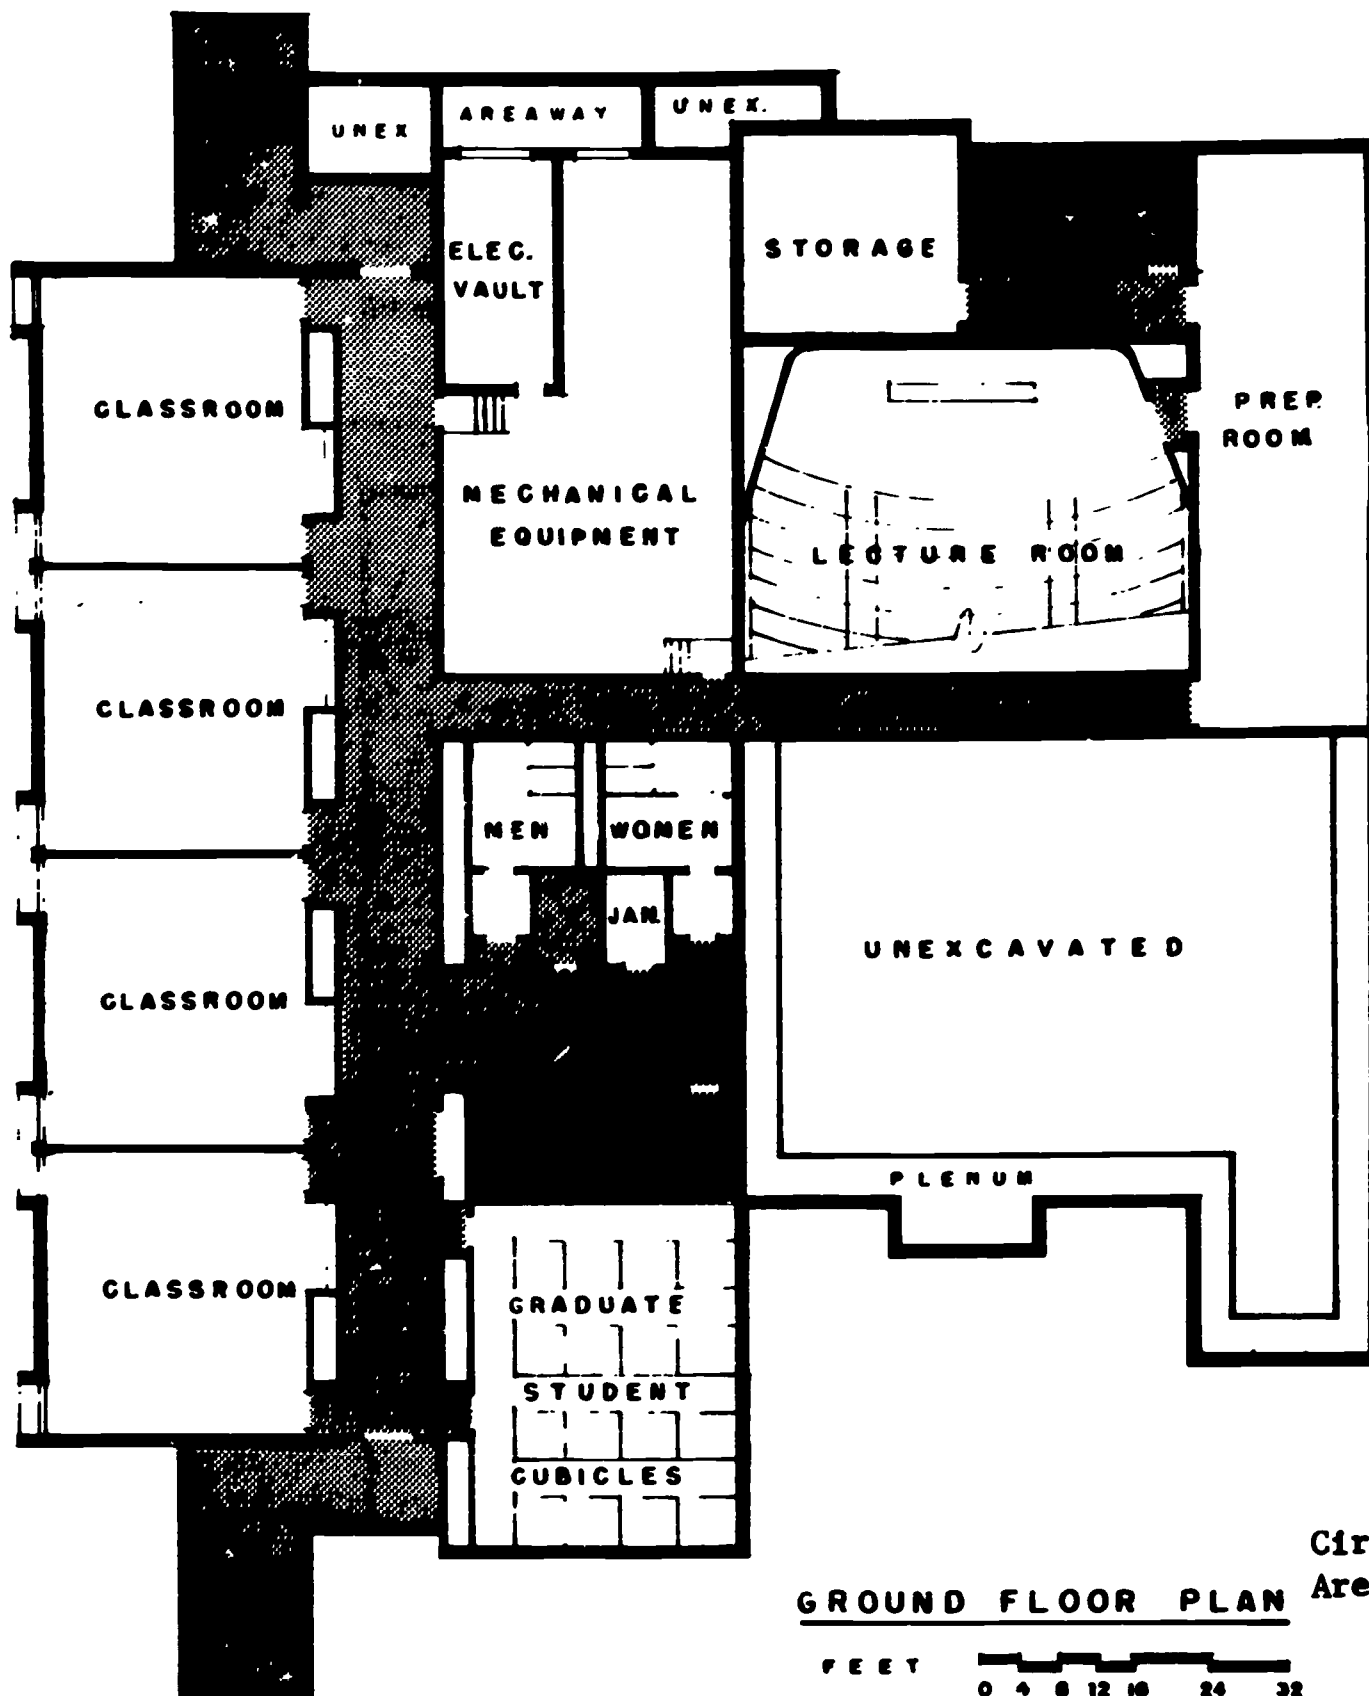 UNEX
AREAWAY
UNEX.
ELEC.
VAULT
STORAGE
CLASSROOM
PREP.
ROOM
MECHANICAL
EQUIPMENT
LECTURE ROOM
CLASSROOM
MEN
WOMEN
JAN.
UNEXCAVATED
CLASSROOM
PLENUM
CLASSROOM
GRADUATE
STUDENT
CUBICLES
Cir
Are
GROUND FLOOR PLAN
FEET
0 4 8 12 16 24 32